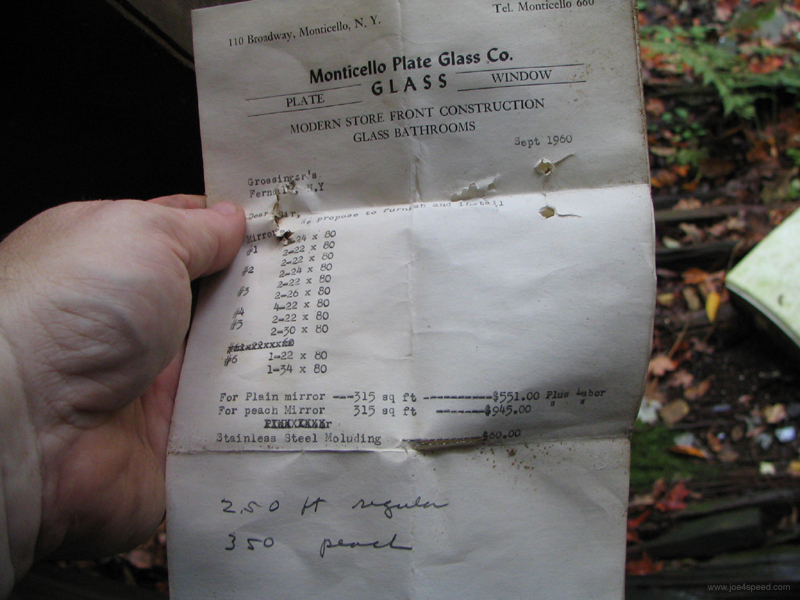 110 Broadway, Monticello, N. Y.
Tel. Monticello 660
Monticello Plate Glass Co.
PLATE GLASS WINDOW
MODERN STORE FRONT CONSTRUCTION
GLASS BATHROOMS
Sept 1960
Grossinger's
N.Y
We propose to furnish and install
Mirror
#1 2-24 x 80
2-22 x 80
#2 2-22 x 80
2-24 x 80
#3 2-22 x 80
2-26 x 80
#4 4-22 x 80
#5 2-22 x 80
2-30 x 80
#6 1-22 x 80
1-34 x 80
For Plain mirror ---315 sq ft ---------$551.00 Plus Labor
For peach Mirror 315 sq ft -------$945.00 " "
Stainless Steel Moluding $60.00
2.50 ft regular
350 peach
www.joe4speed.com